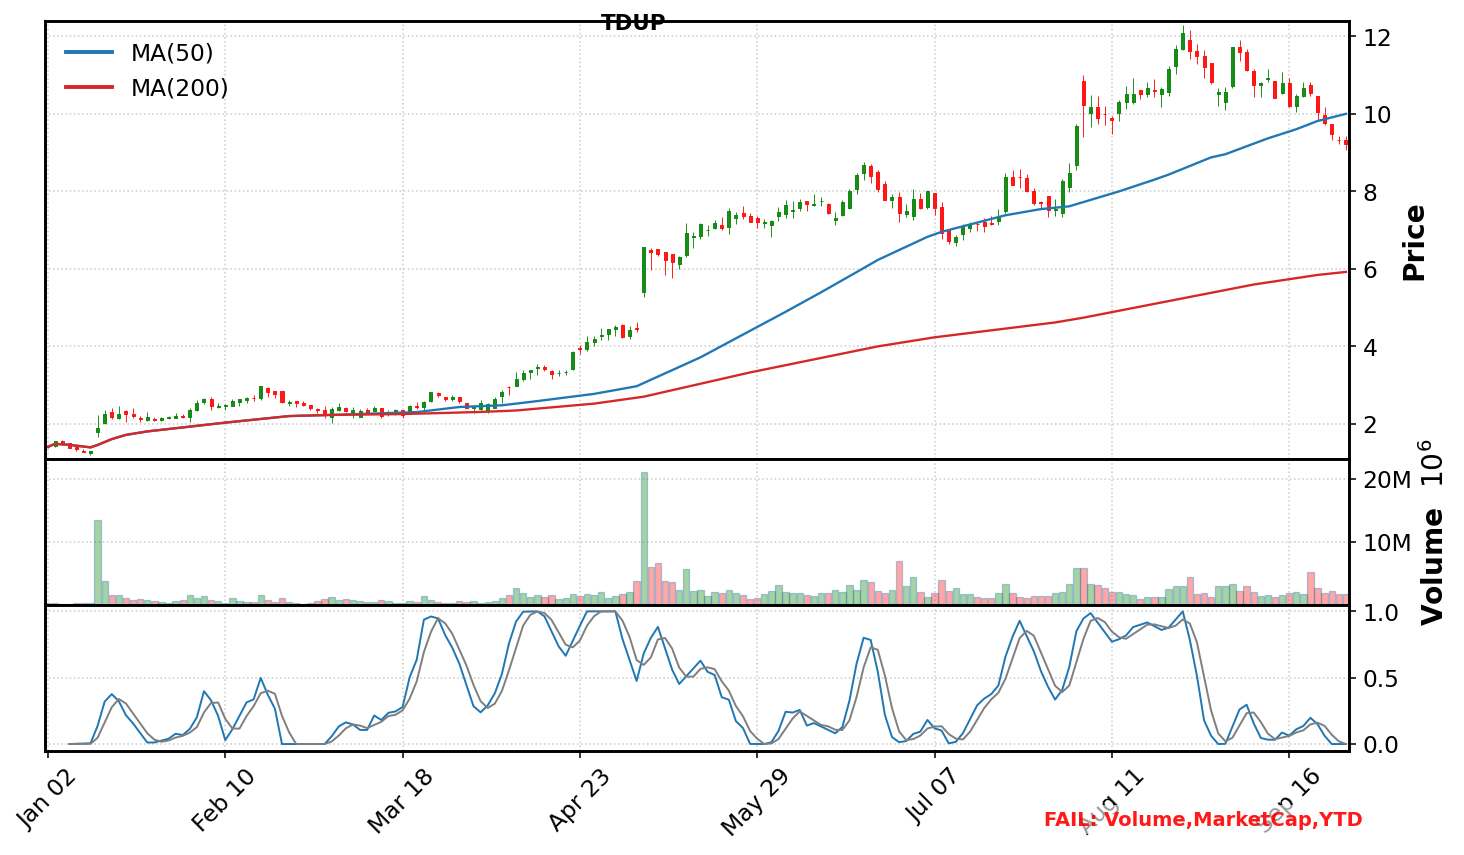 TDUP
MA(50)
MA(200)
12
10
8
6
4
2
Price
20M
10M
Volume 10^6
1.0
0.5
0.0
Jan 02
Feb 10
Mar 18
Apr 23
May 29
Jul 07
Aug 11
Sep 16
FAIL: Volume,MarketCap,YTD